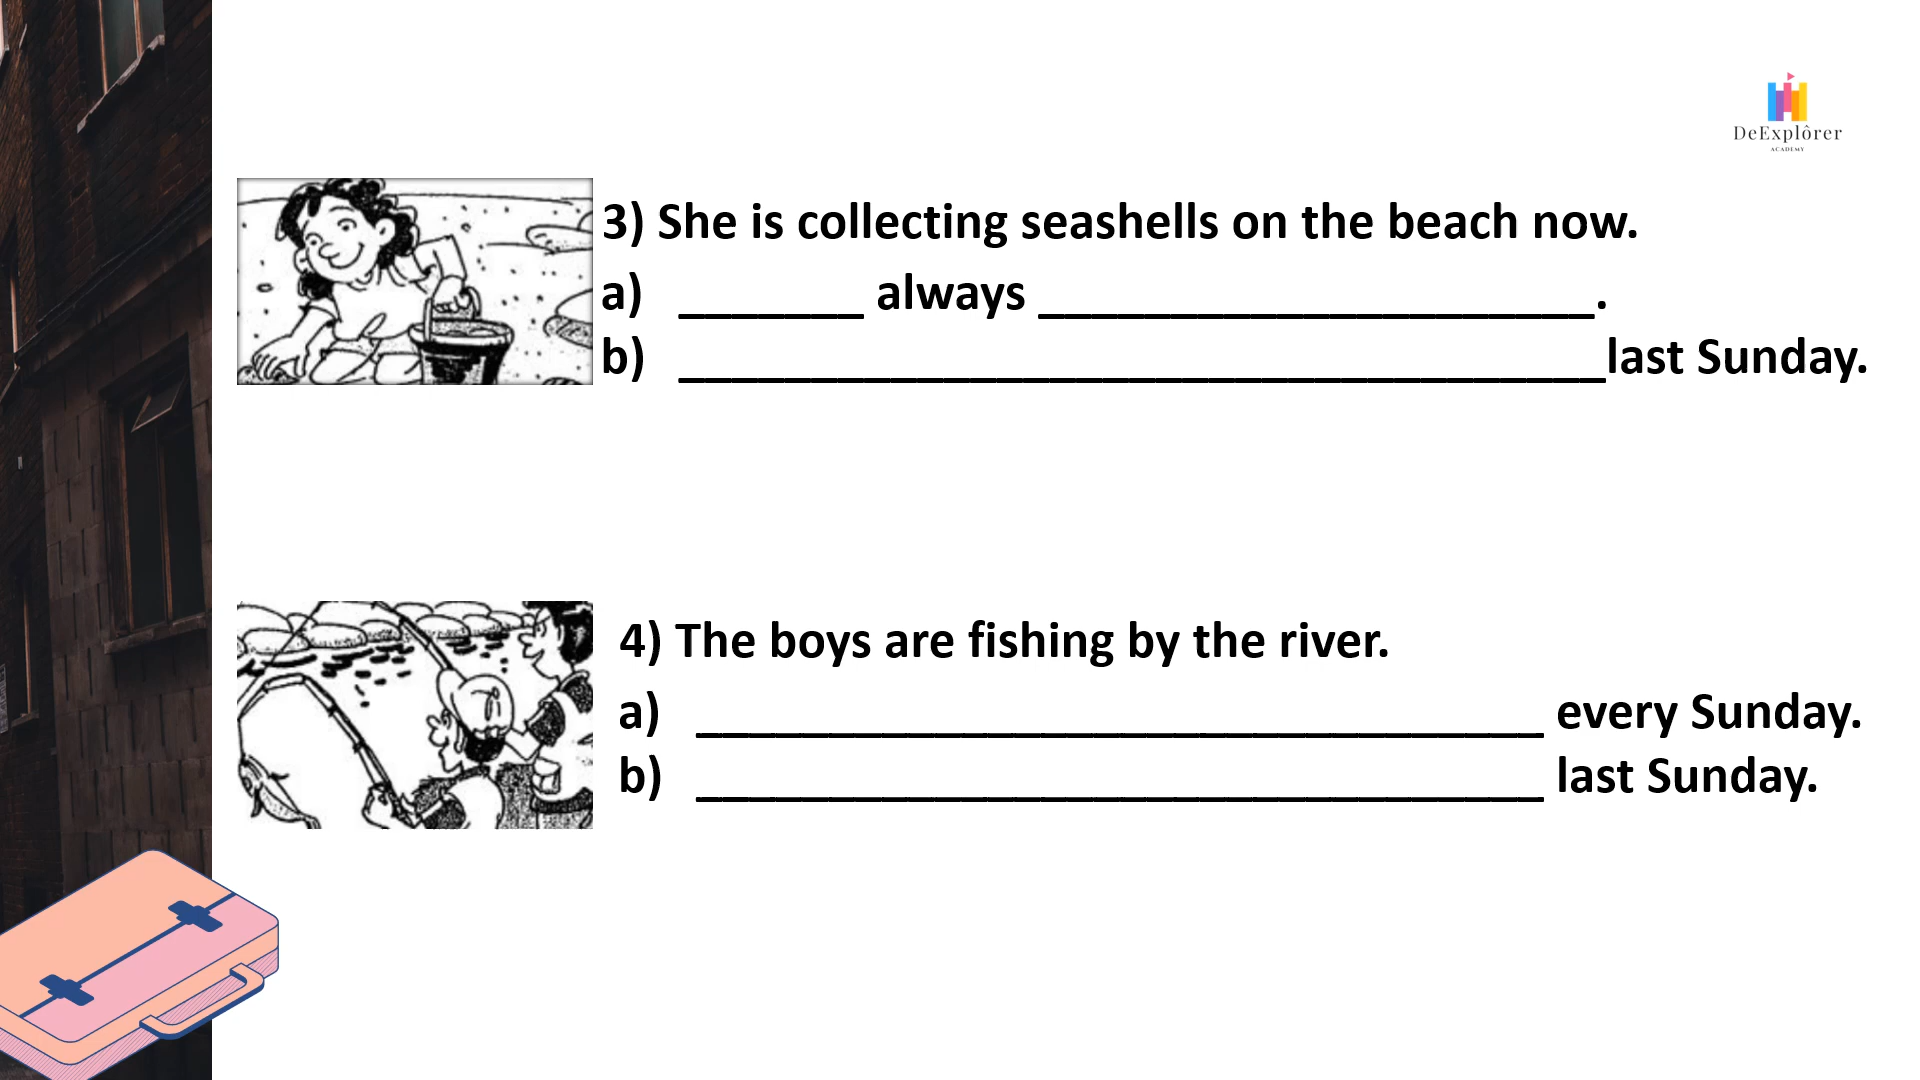 DeExplôrer
ACADEMY
3) She is collecting seashells on the beach now.
a) _______ always _____________________.
b) ___________________________________last Sunday.
4) The boys are fishing by the river.
a) ________________________________ every Sunday.
b) ________________________________ last Sunday.